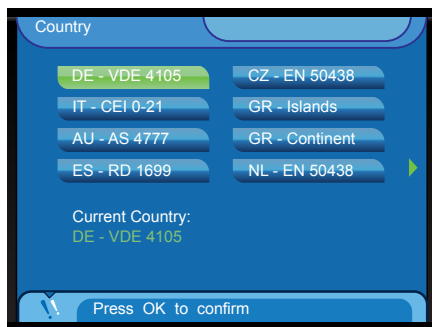 Country
DE - VDE 4105
CZ - EN 50438
IT - CEI 0-21
GR - Islands
AU - AS 4777
GR - Continent
ES - RD 1699
NL - EN 50438
Current Country:
DE - VDE 4105
Press OK to confirm